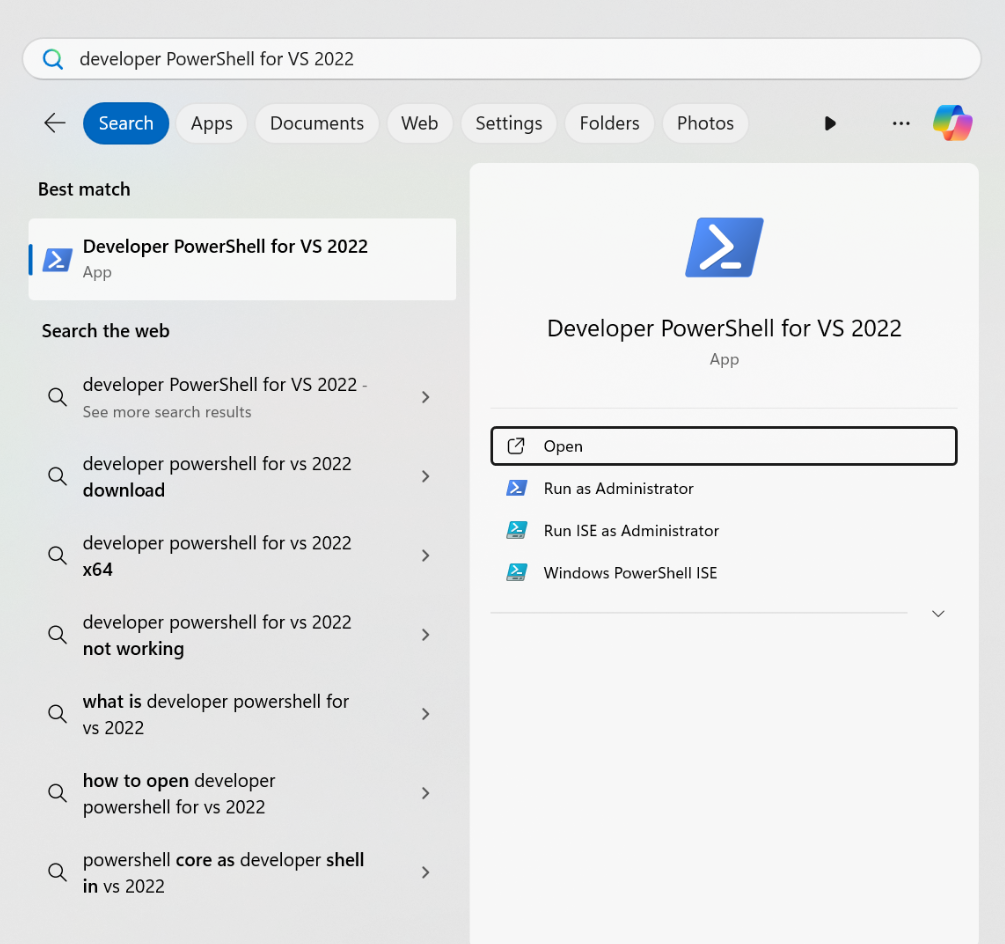 developer PowerShell for VS 2022
Search
Apps
Documents
Web
Settings
Folders
Photos
Best match
Developer PowerShell for VS 2022
App
Search the web
developer PowerShell for VS 2022 -
See more search results
developer powershell for vs 2022
download
developer powershell for vs 2022
x64
developer powershell for vs 2022
not working
what is developer powershell for
vs 2022
how to open developer
powershell for vs 2022
powershell core as developer shell
in vs 2022
Developer PowerShell for VS 2022
App
Open
Run as Administrator
Run ISE as Administrator
Windows PowerShell ISE